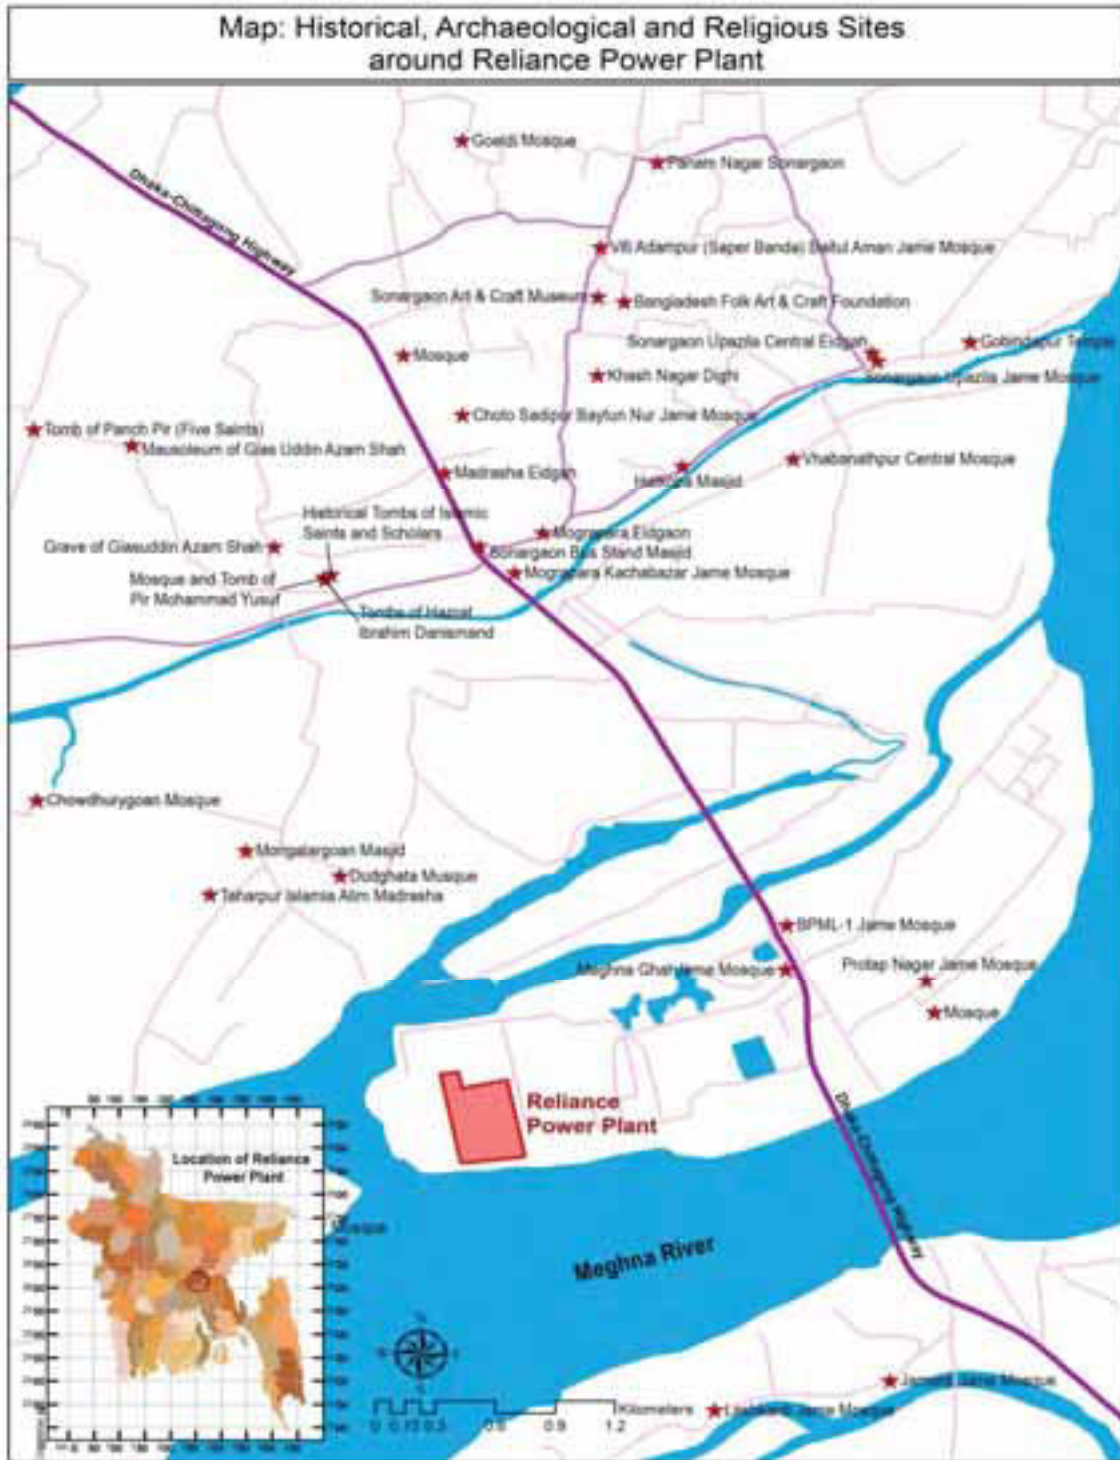 Map: Historical, Archaeological and Religious Sites
around Reliance Power Plant
Goeldi Mosque
Panam Nagar Sonargaon
Dhaka-Chittagong Highway
Viti Adampur (Saper Banda) Baitul Aman Jame Mosque
Sonargaon Art & Craft Museum
Bangladesh Folk Art & Craft Foundation
Sonargaon Upazila Central Eidgah
Gobindapur Temple
Mosque
Khash Nagar Dighi
Sonargaon Upazila Jame Mosque
Choto Sadipur Baytun Nur Jame Mosque
Tomb of Panch Pir (Five Saints)
Mausoleum of Gias Uddin Azam Shah
Madrasha Eidgah
Vhabanathpur Central Mosque
Masjid
Historical Tombs of Islamic
Saints and Scholars
Mograpara Eidgaon
Grave of Giasuddin Azam Shah
Sonargaon Bus Stand Masjid
Mosque and Tomb of
Pir Mohammad Yusuf
Mograpara Kachabazar Jame Mosque
Tombs of Hazrat
Ibrahim Danismand
Chowdhurygoan Mosque
Mongalargoan Masjid
Dudghata Musque
Taharpur Islamia Alim Madrasha
BPML-1 Jame Mosque
Meghna Ghat Jame Mosque
Protap Nagar Jame Mosque
Mosque
Reliance
Power Plant
Dhaka-Chittagong Highway
Location of Reliance
Power Plant
Mosque
Meghna River
Kilometers
0 0.15 0.3 0.6 0.9 1.2
Jame Mosque
Jame Mosque